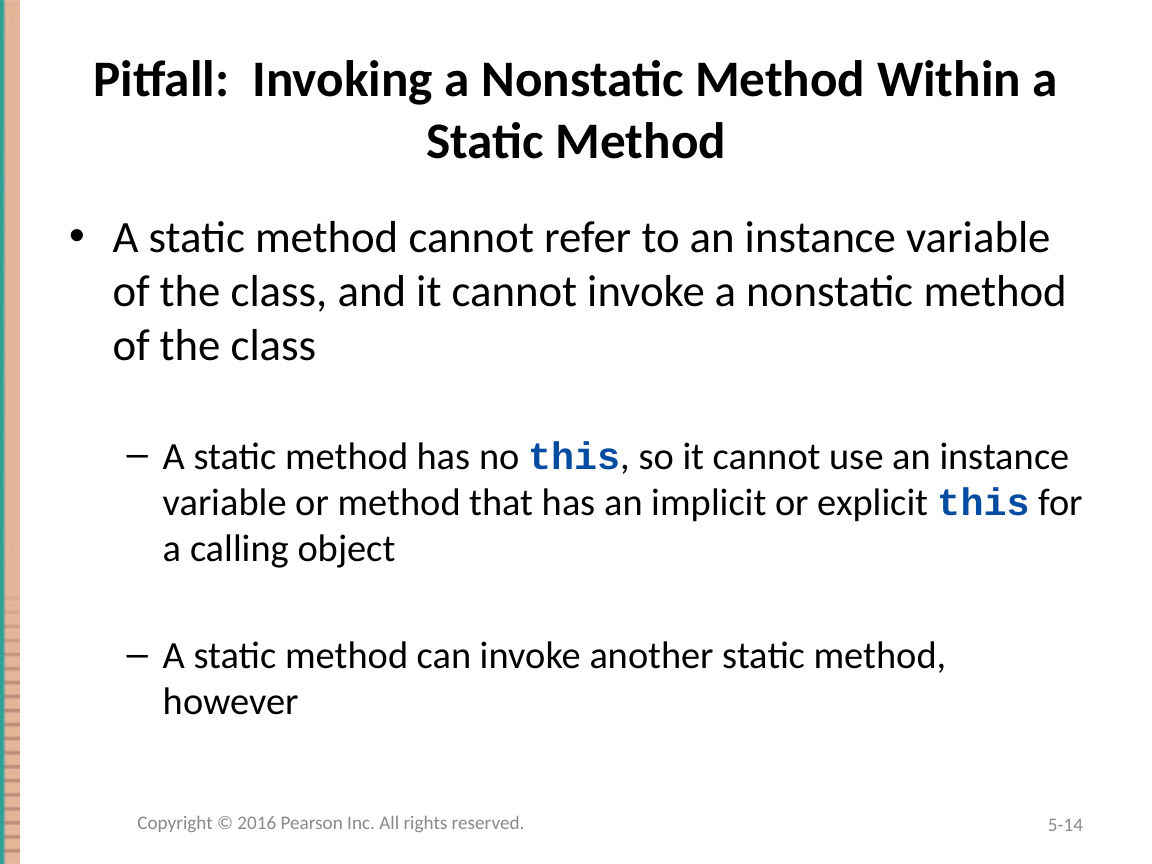 Pitfall:  Invoking a Nonstatic Method Within a
Static Method
• A static method cannot refer to an instance variable
of the class, and it cannot invoke a nonstatic method
of the class
– A static method has no this, so it cannot use an instance
variable or method that has an implicit or explicit this for
a calling object
– A static method can invoke another static method,
however
Copyright © 2016 Pearson Inc. All rights reserved.
5-14